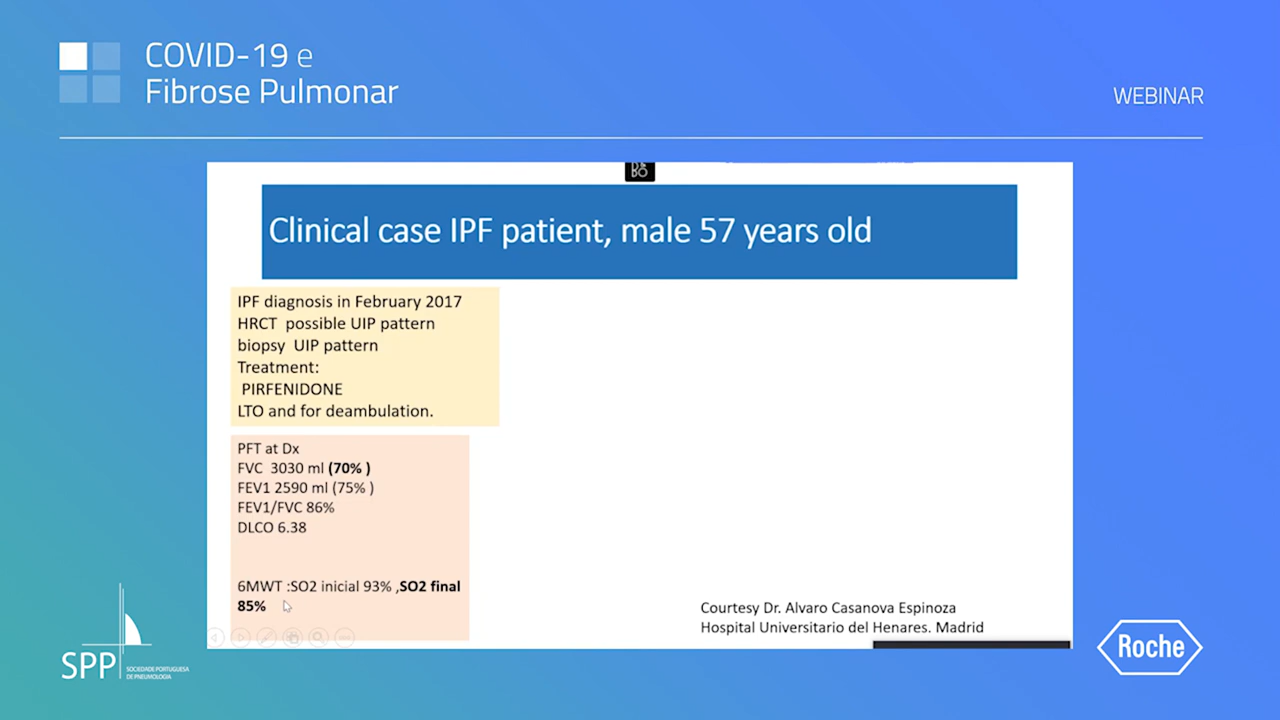 COVID-19 e
Fibrose Pulmonar
WEBINAR
Clinical case IPF patient, male 57 years old
IPF diagnosis in February 2017
HRCT possible UIP pattern
biopsy UIP pattern
Treatment:
PIRFENIDONE
LTO and for deambulation.
PFT at Dx
FVC 3030 ml (70% )
FEV1 2590 ml (75% )
FEV1/FVC 86%
DLCO 6.38
6MWT :SO2 inicial 93% ,SO2 final
85%
Courtesy Dr. Alvaro Casanova Espinoza
Hospital Universitario del Henares. Madrid
SPP
SOCIEDADE PORTUGUESA
DE PNEUMOLOGIA
Roche